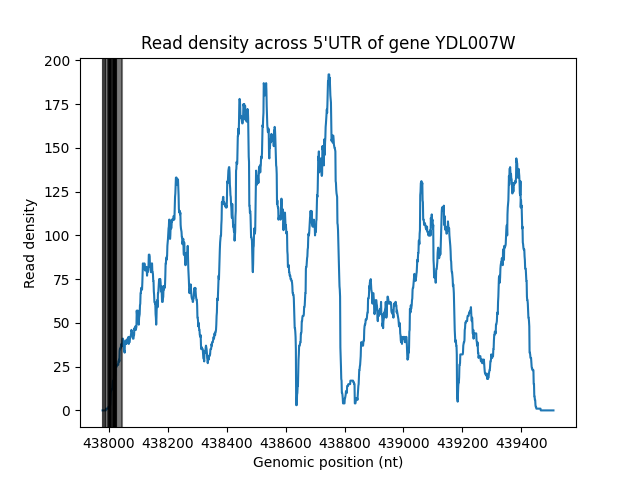 Read density across 5'UTR of gene YDL007W
200
175
150
125
100
75
50
25
0
Read density
438000 438200 438400 438600 438800 439000 439200 439400
Genomic position (nt)